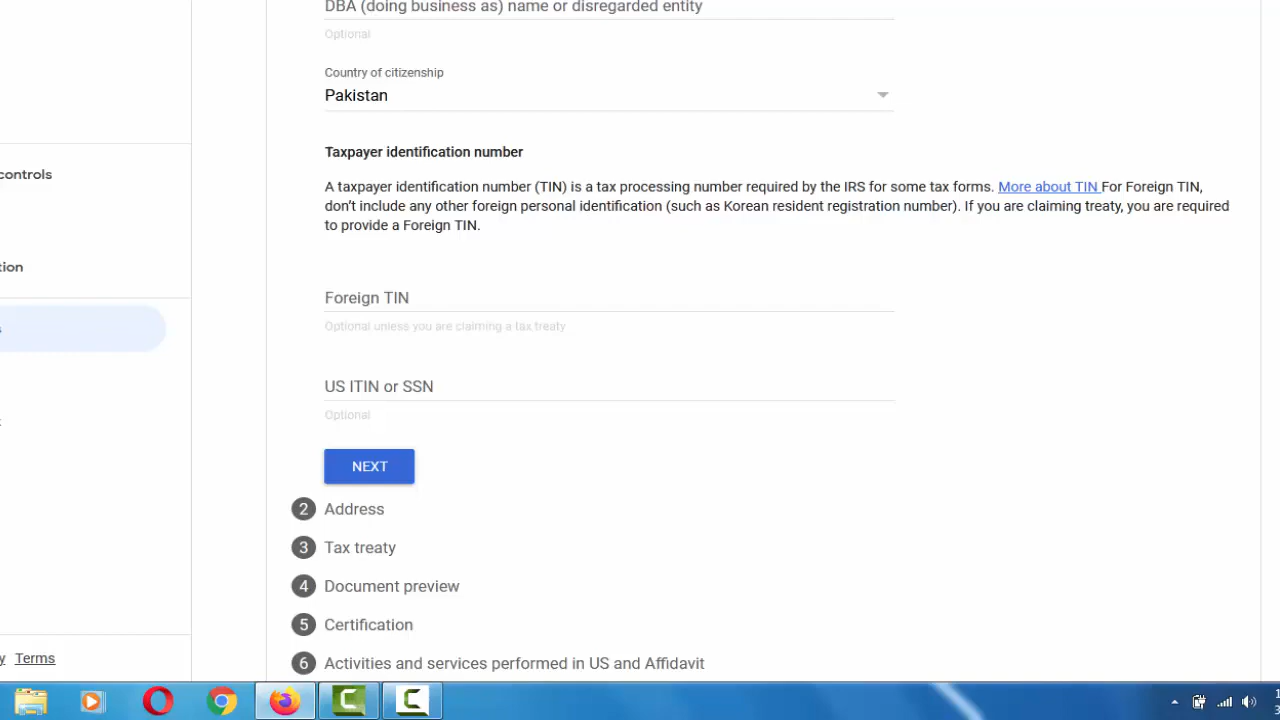 DBA (doing business as) name or disregarded entity
Optional
Country of citizenship
Pakistan
Taxpayer identification number
controls
A taxpayer identification number (TIN) is a tax processing number required by the IRS for some tax forms. More about TIN For Foreign TIN,
don't include any other foreign personal identification (such as Korean resident registration number). If you are claiming treaty, you are required
to provide a Foreign TIN.
tion
Foreign TIN
Optional unless you are claiming a tax treaty
US ITIN or SSN
Optional
NEXT
2 Address
3 Tax treaty
4 Document preview
5 Certification
y Terms
6 Activities and services performed in US and Affidavit